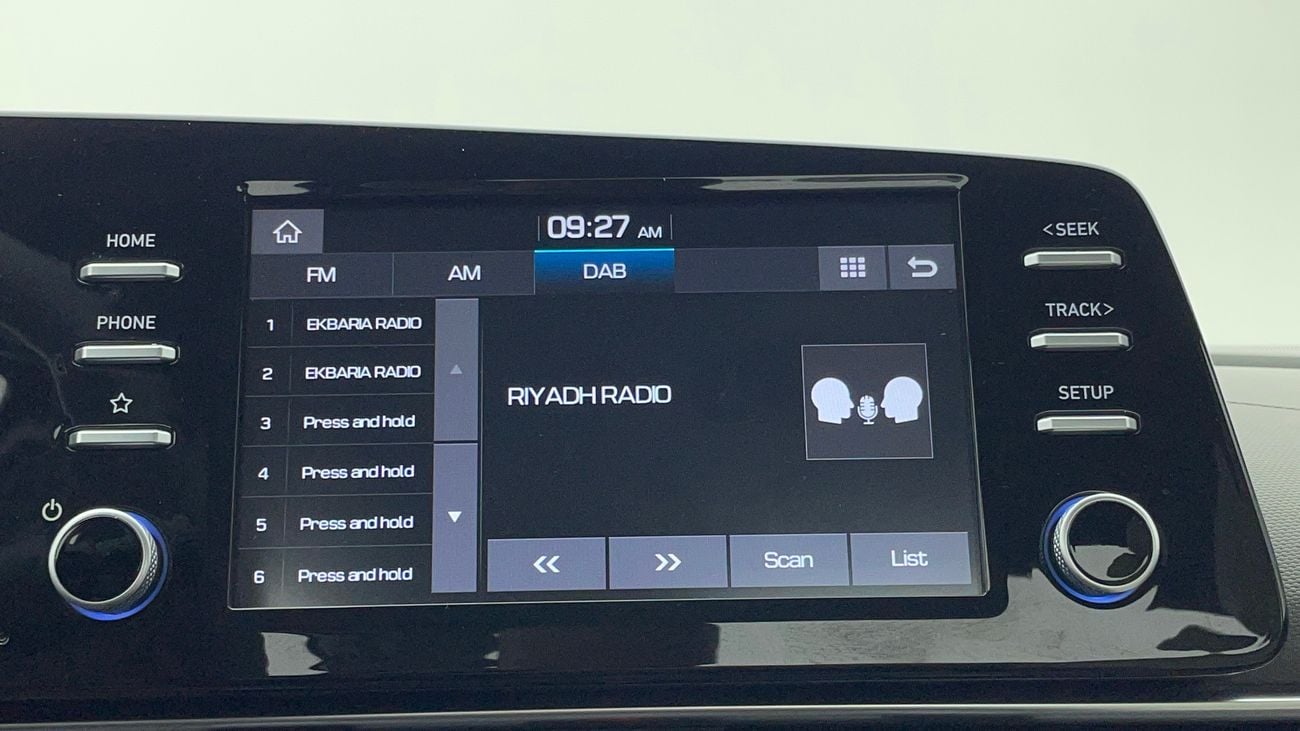 HOME
PHONE
09:27 AM
FM AM DAB
1 EKBARIA RADIO
2 EKBARIA RADIO
3 Press and hold
4 Press and hold
5 Press and hold
6 Press and hold
RIYADH RADIO
<< >> Scan List
<SEEK
TRACK>
SETUP